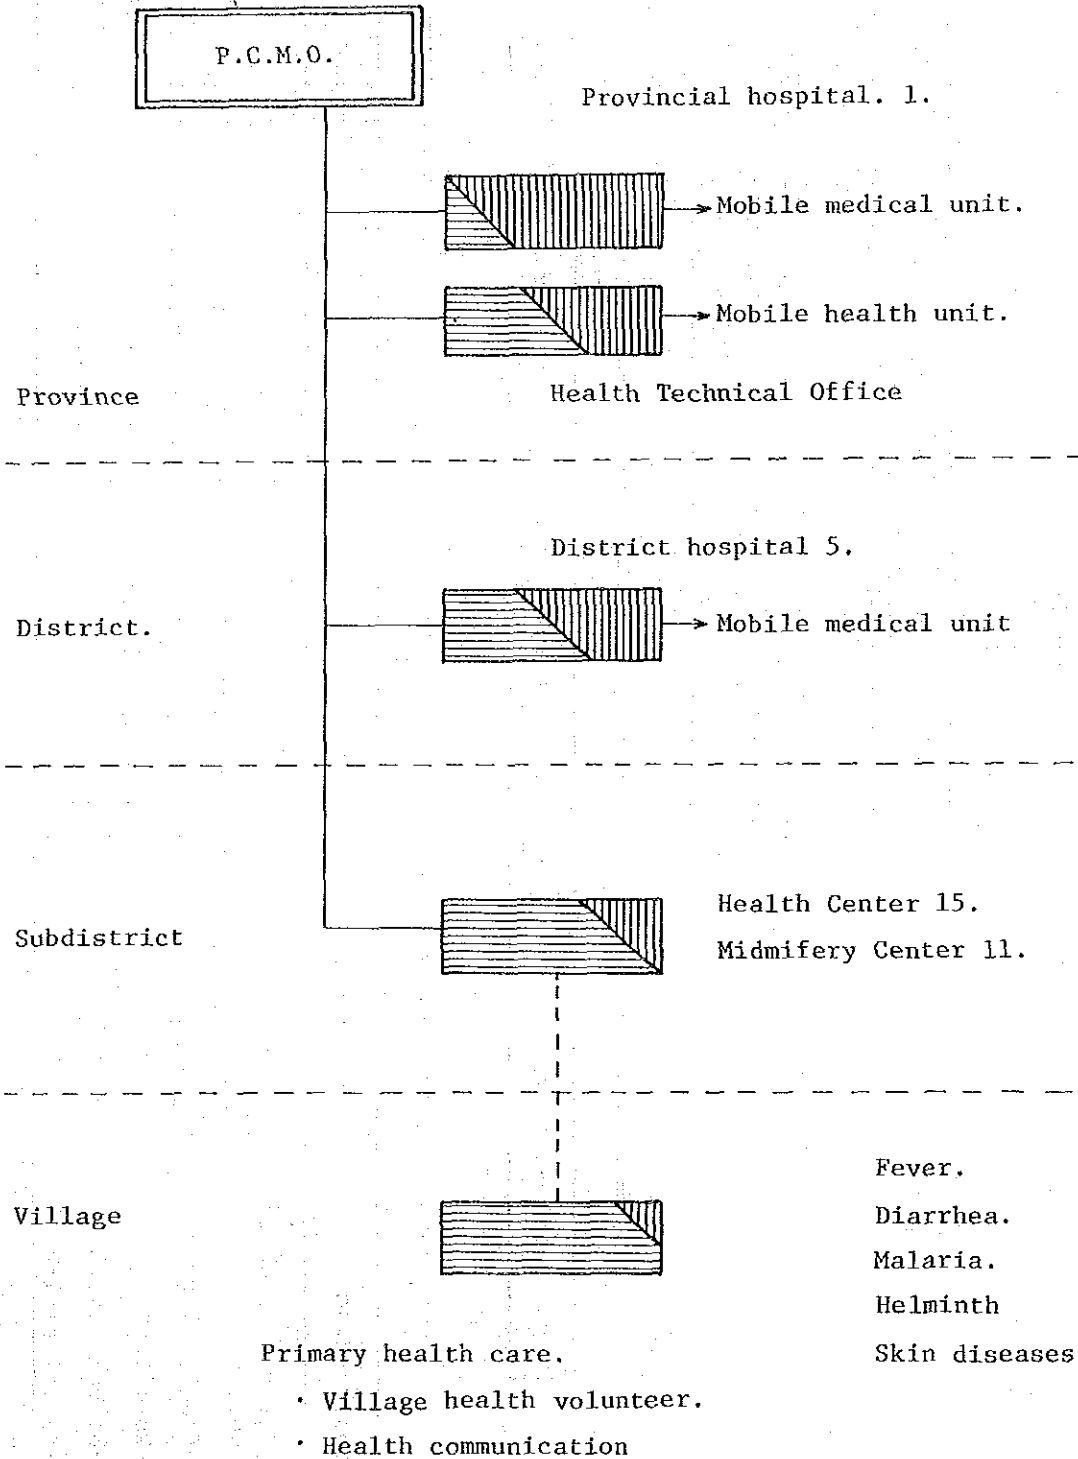 P.C.M.O.
Provincial hospital. 1.
Mobile medical unit.
Mobile health unit.
Province
Health Technical Office
District hospital 5.
District.
Mobile medical unit
Health Center 15.
Subdistrict
Midmifery Center 11.
Fever.
Village
Diarrhea.
Malaria.
Helminth
Primary health care.
Skin diseases
· Village health volunteer.
· Health communication